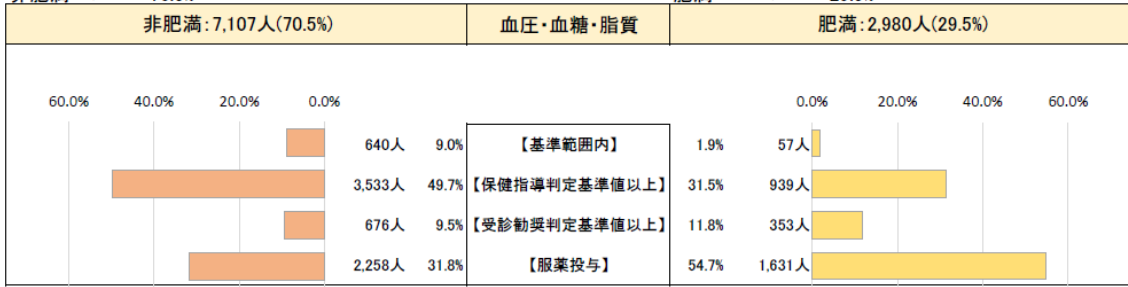 非肥満:7,107人(70.5%) 血圧・血糖・脂質 肥満:2,980人(29.5%)
60.0% 40.0% 20.0% 0.0% 0.0% 20.0% 40.0% 60.0%
640人 9.0% 【基準範囲内】 1.9% 57人
3,533人 49.7% 【保健指導判定基準値以上】 31.5% 939人
676人 9.5% 【受診勧奨判定基準値以上】 11.8% 353人
2,258人 31.8% 【服薬投与】 54.7% 1,631人